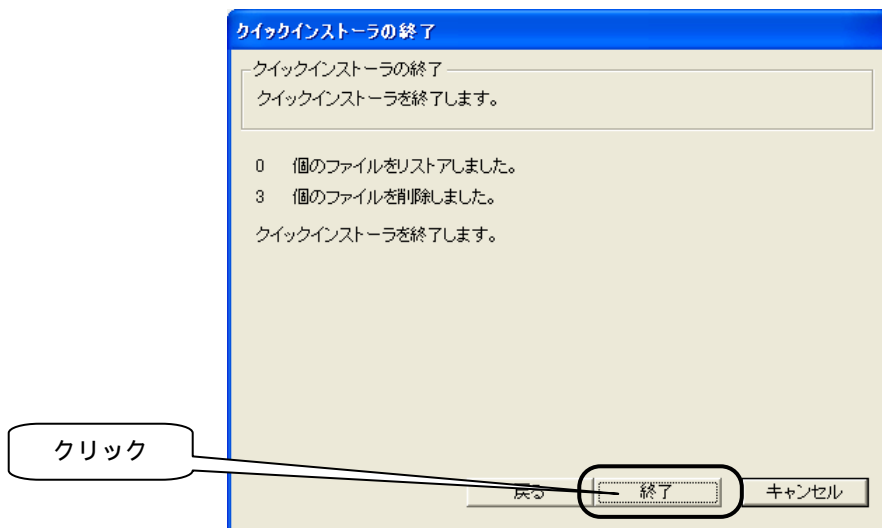 クイックインストーラの終了
クイックインストーラの終了
クイックインストーラを終了します。
0 個のファイルをリストアしました。
3 個のファイルを削除しました。
クイックインストーラを終了します。
クリック
戻る 終了 キャンセル